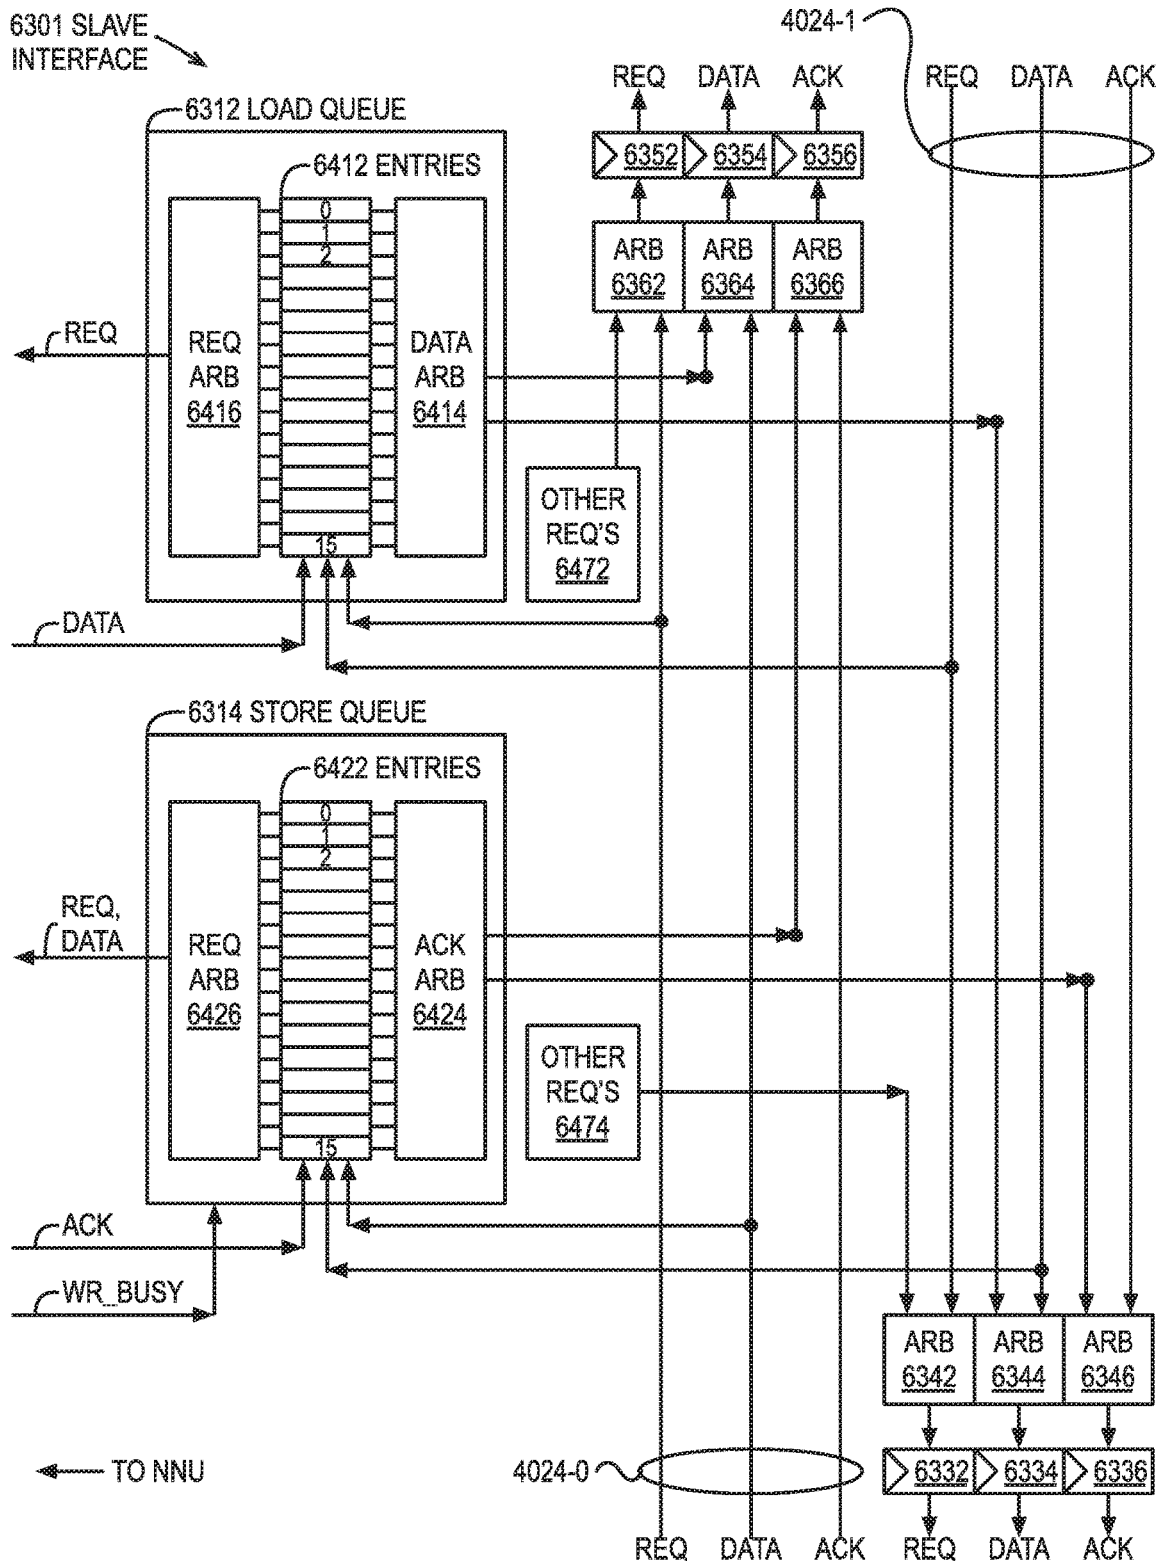 6301 SLAVE
INTERFACE
4024-1
REQ DATA ACK
REQ DATA ACK
6312 LOAD QUEUE
6352 6354 6356
6412 ENTRIES
0
1
2
ARB
6362
ARB
6364
ARB
6366
REQ
REQ
ARB
6416
DATA
ARB
6414
OTHER
REQ'S
6472
15
DATA
6314 STORE QUEUE
6422 ENTRIES
0
1
2
REQ,
DATA
REQ
ARB
6426
ACK
ARB
6424
OTHER
REQ'S
6474
15
ACK
WR_BUSY
ARB
6342
ARB
6344
ARB
6346
TO NNU
4024-0
6332 6334 6336
REQ DATA ACK
REQ DATA ACK